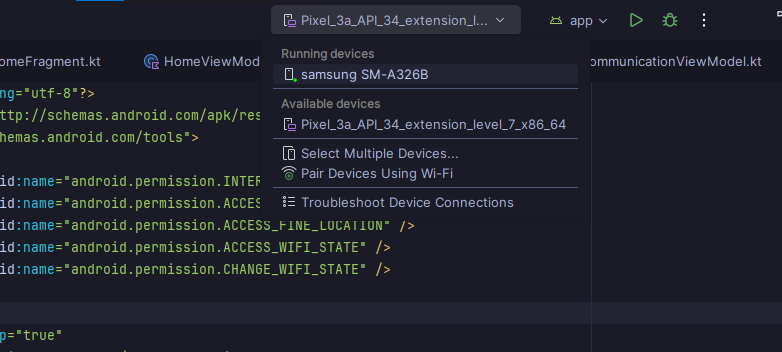 Pixel_3a_API_34_extension_l...
app
omeFragment.kt
HomeViewMod
ommunicationViewModel.kt
Running devices
samsung SM-A326B
Available devices
Pixel_3a_API_34_extension_level_7_x86_64
Select Multiple Devices...
Pair Devices Using Wi-Fi
Troubleshoot Device Connections
ng="utf-8"?>
ttp://schemas.android.com/apk/res
hemas.android.com/tools">
id:name="android.permission.INTER
id:name="android.permission.ACCES
id:name="android.permission.ACCESS_FINE_LOCATION" />
id:name="android.permission.ACCESS_WIFI_STATE" />
id:name="android.permission.CHANGE_WIFI_STATE" />
p="true"